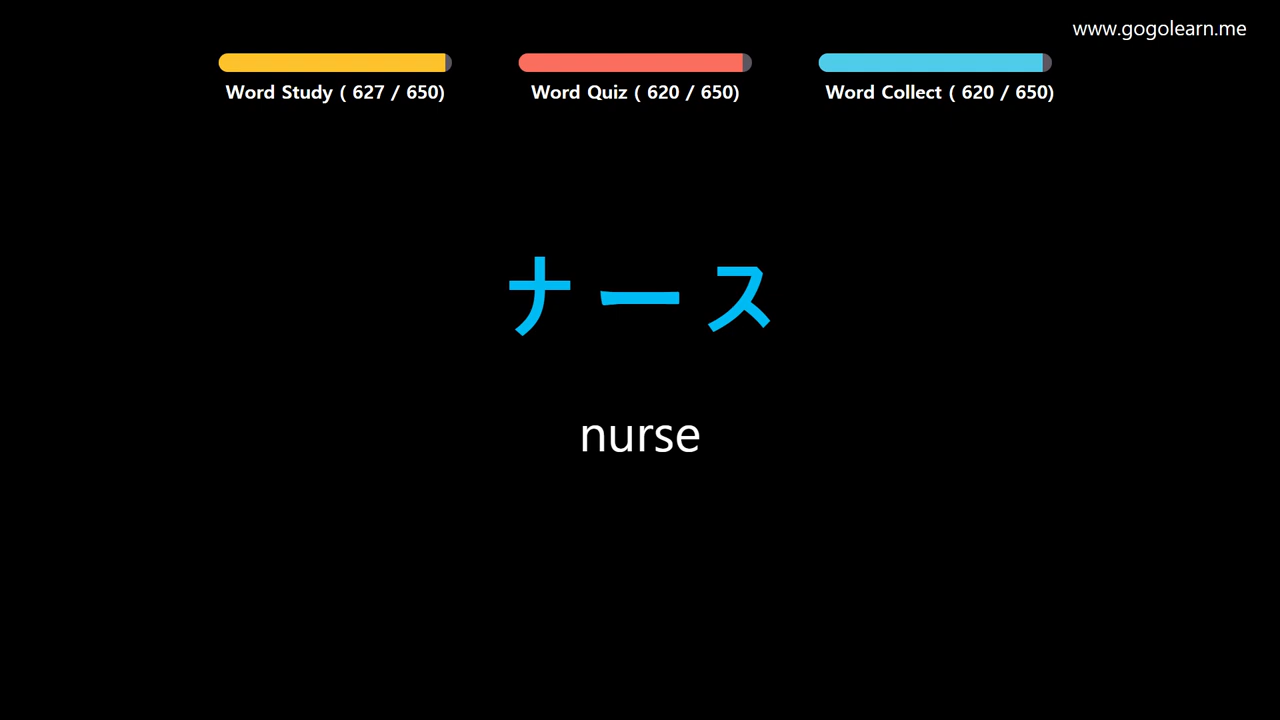 www.gogolearn.me
Word Study ( 627 / 650)
Word Quiz ( 620 / 650)
Word Collect ( 620 / 650)
ナース
nurse